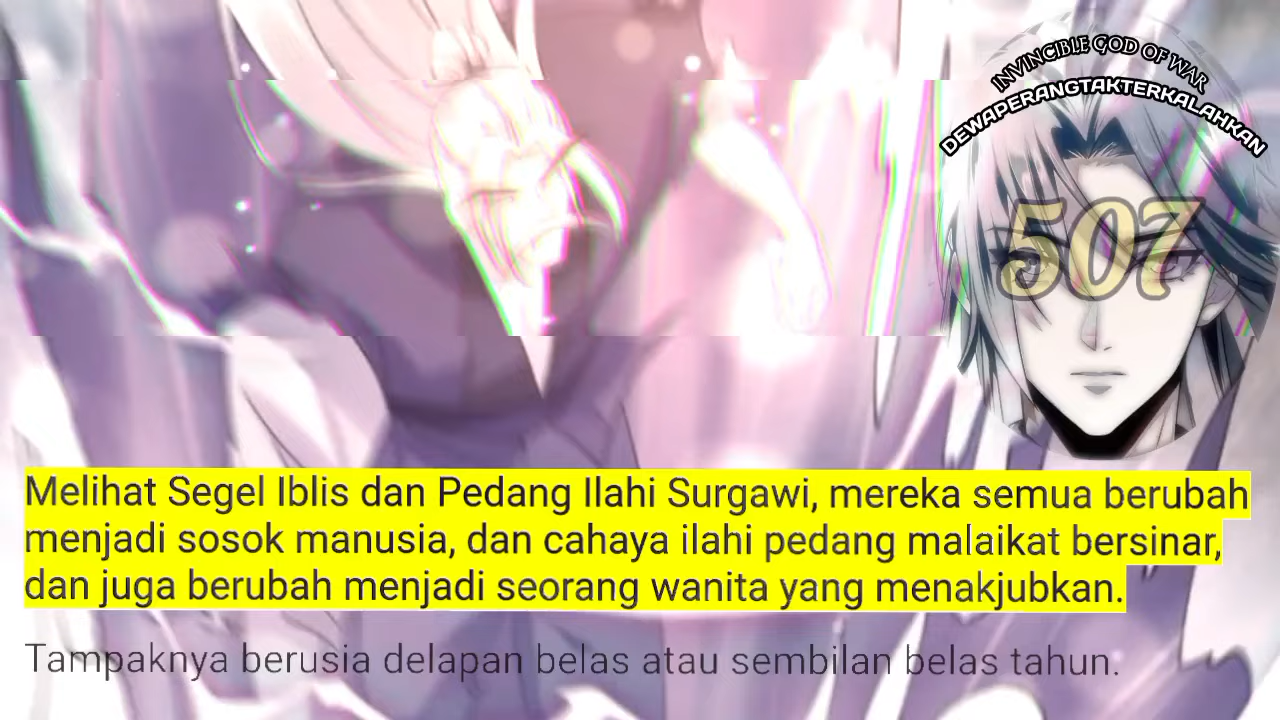 INVINCIBLE GOD OF WAR
DEWAPERANGTAKTERKALAHKAN
507
Melihat Segel Iblis dan Pedang Ilahi Surgawi, mereka semua berubah
menjadi sosok manusia, dan cahaya ilahi pedang malaikat bersinar,
dan juga berubah menjadi seorang wanita yang menakjubkan.
Tampaknya berusia delapan belas atau sembilan belas tahun.